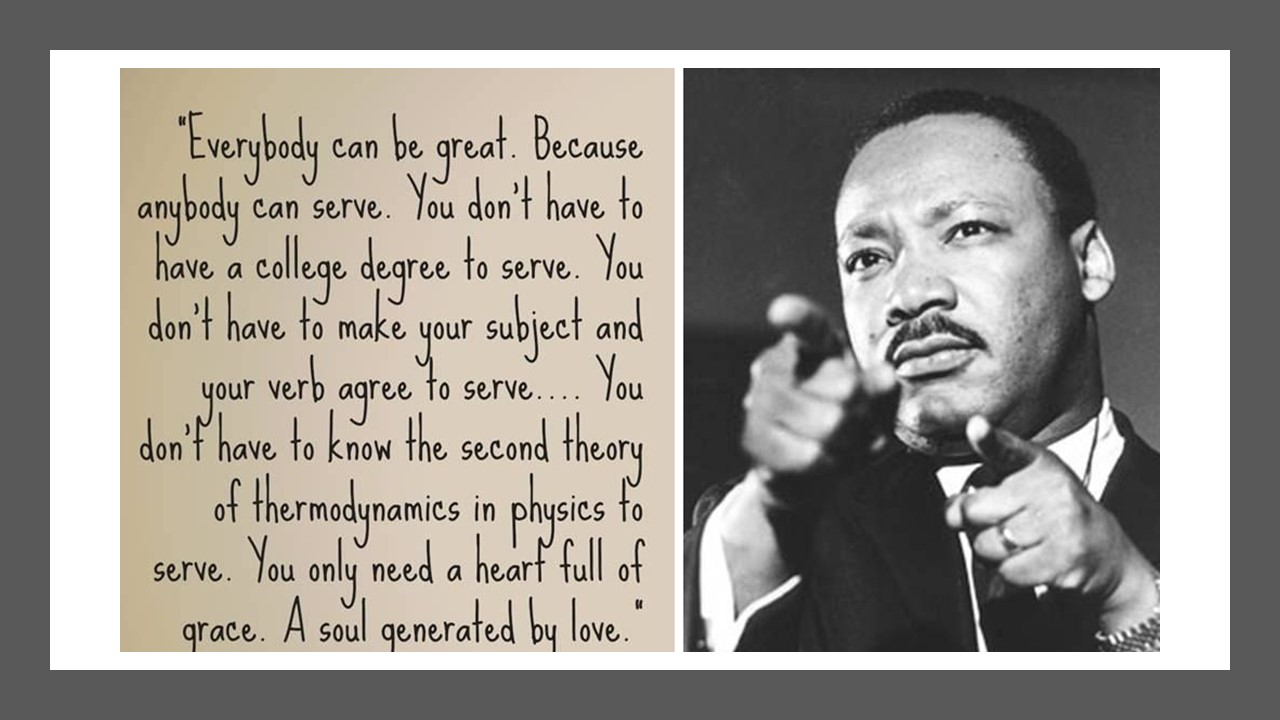 "Everybody can be great. Because
anybody can serve. You don't have to
have a college degree to serve. You
don't have to make your subject and
your verb agree to serve.... You
don't have to know the second theory
of thermodynamics in physics to
serve. You only need a heart full of
grace. A soul generated by love."